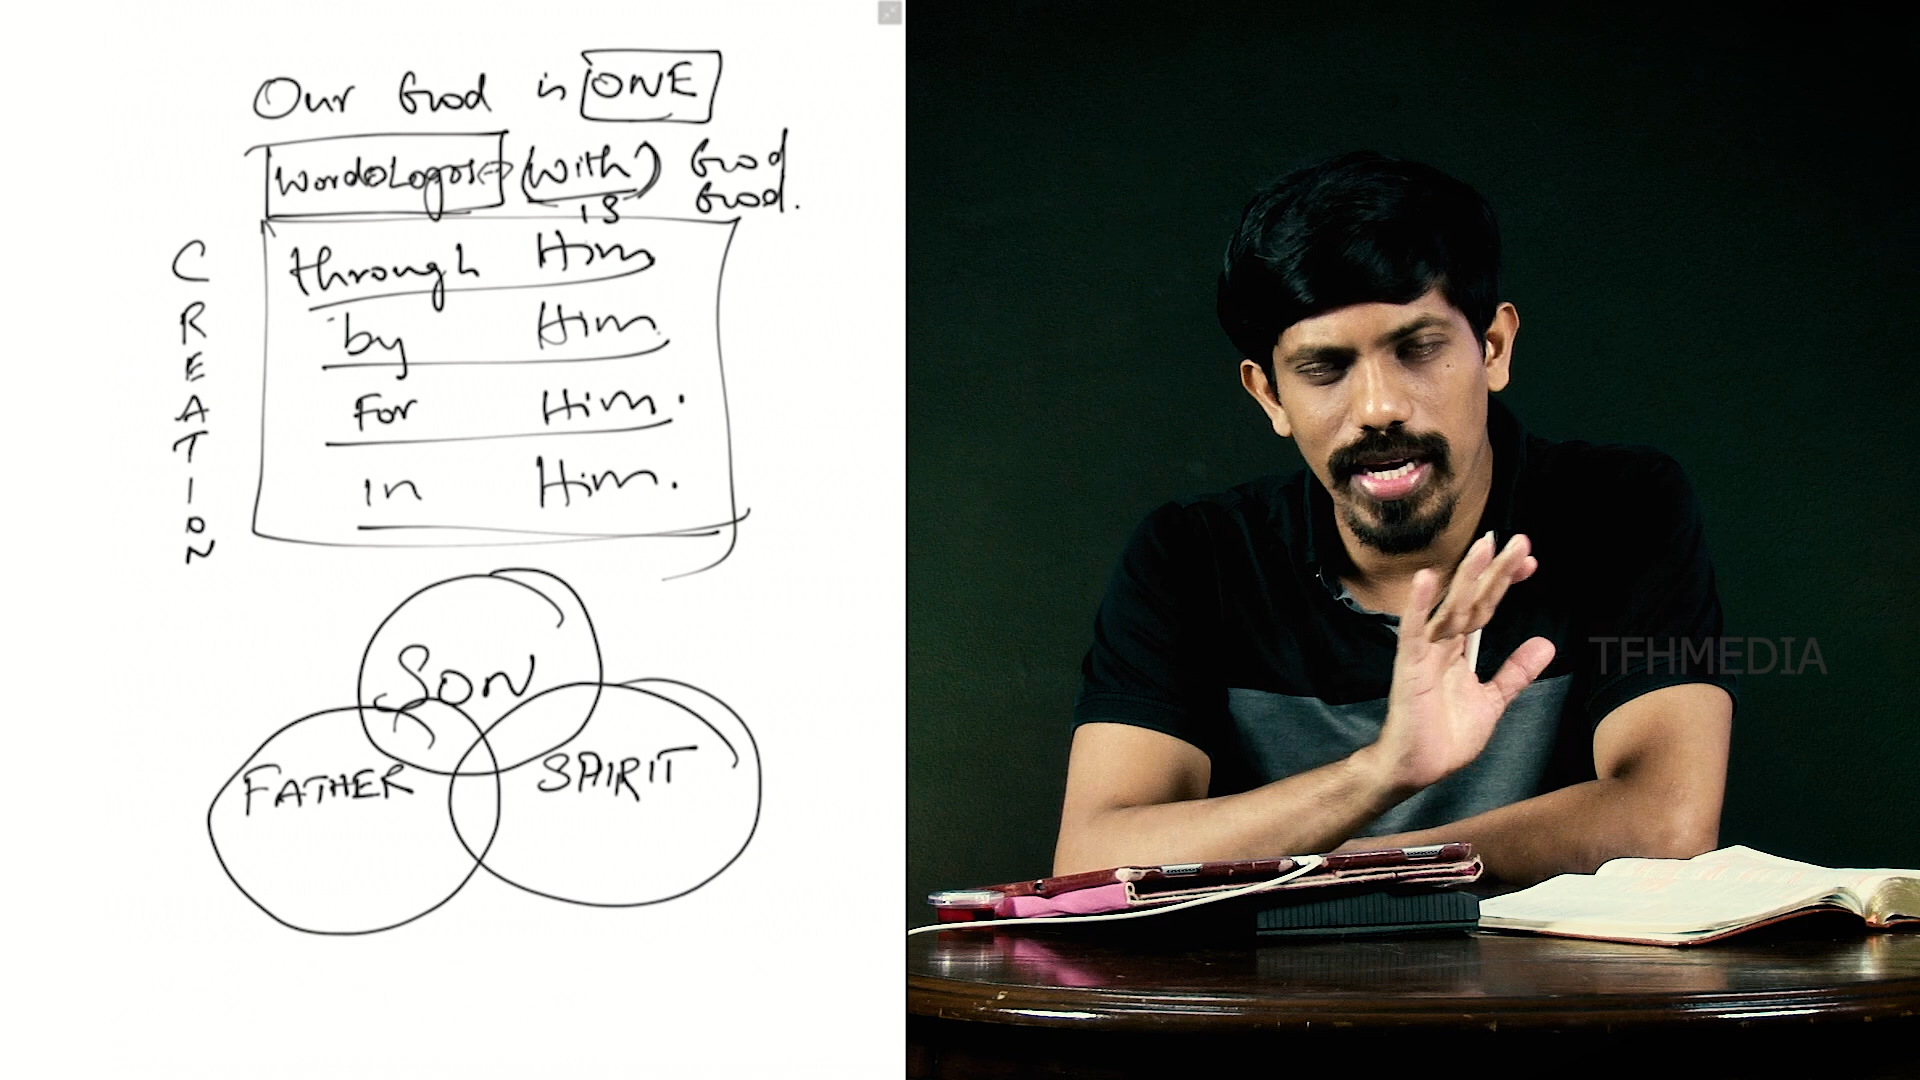 Our God is ONE
Word Logos (with) God
is God.
CREATION
through Him
by Him.
For Him.
in Him.
SON
FATHER
SPIRIT
TFHMEDIA